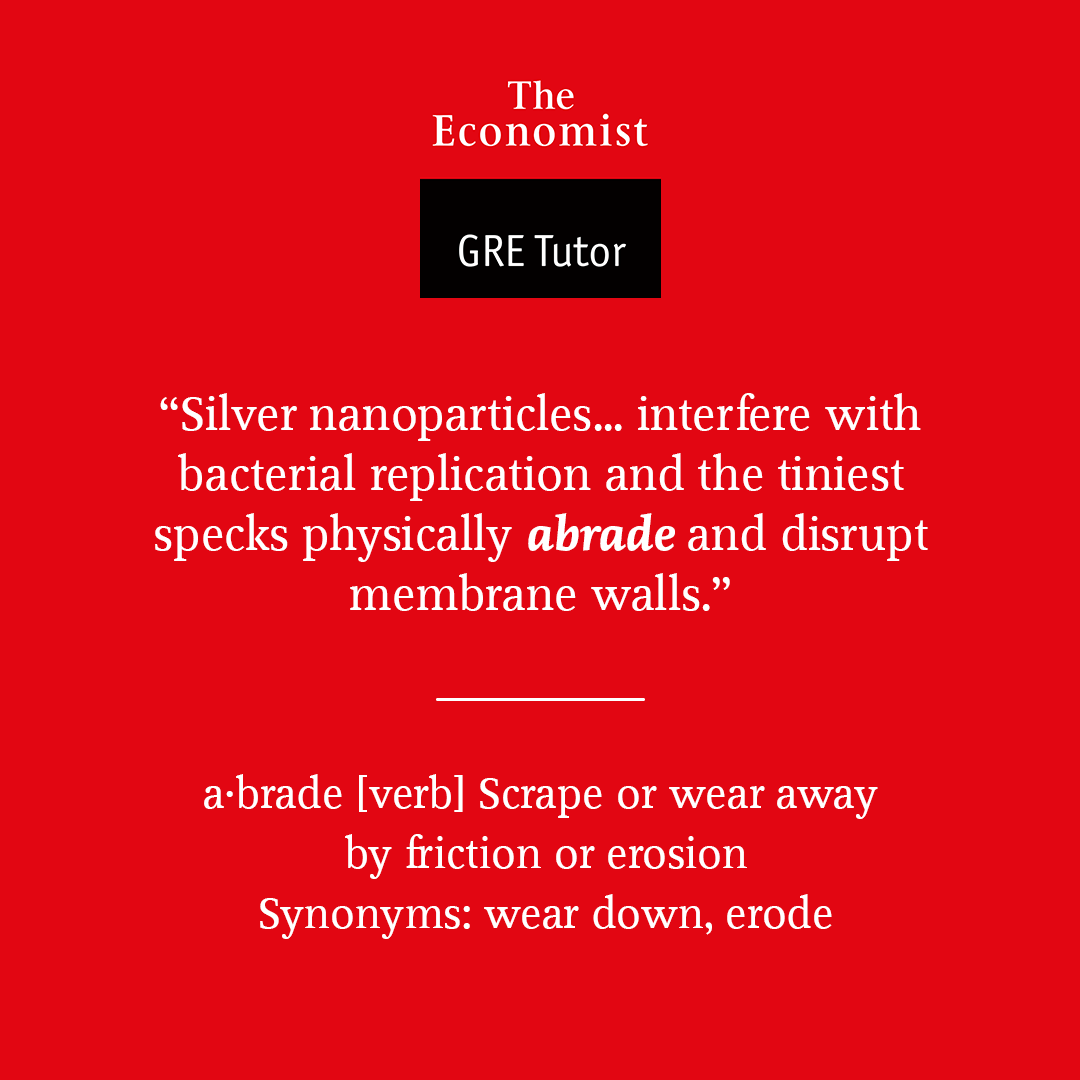 The
Economist
GRE Tutor
“Silver nanoparticles... interfere with
bacterial replication and the tiniest
specks physically abrade and disrupt
membrane walls.”
a·brade [verb] Scrape or wear away
by friction or erosion
Synonyms: wear down, erode